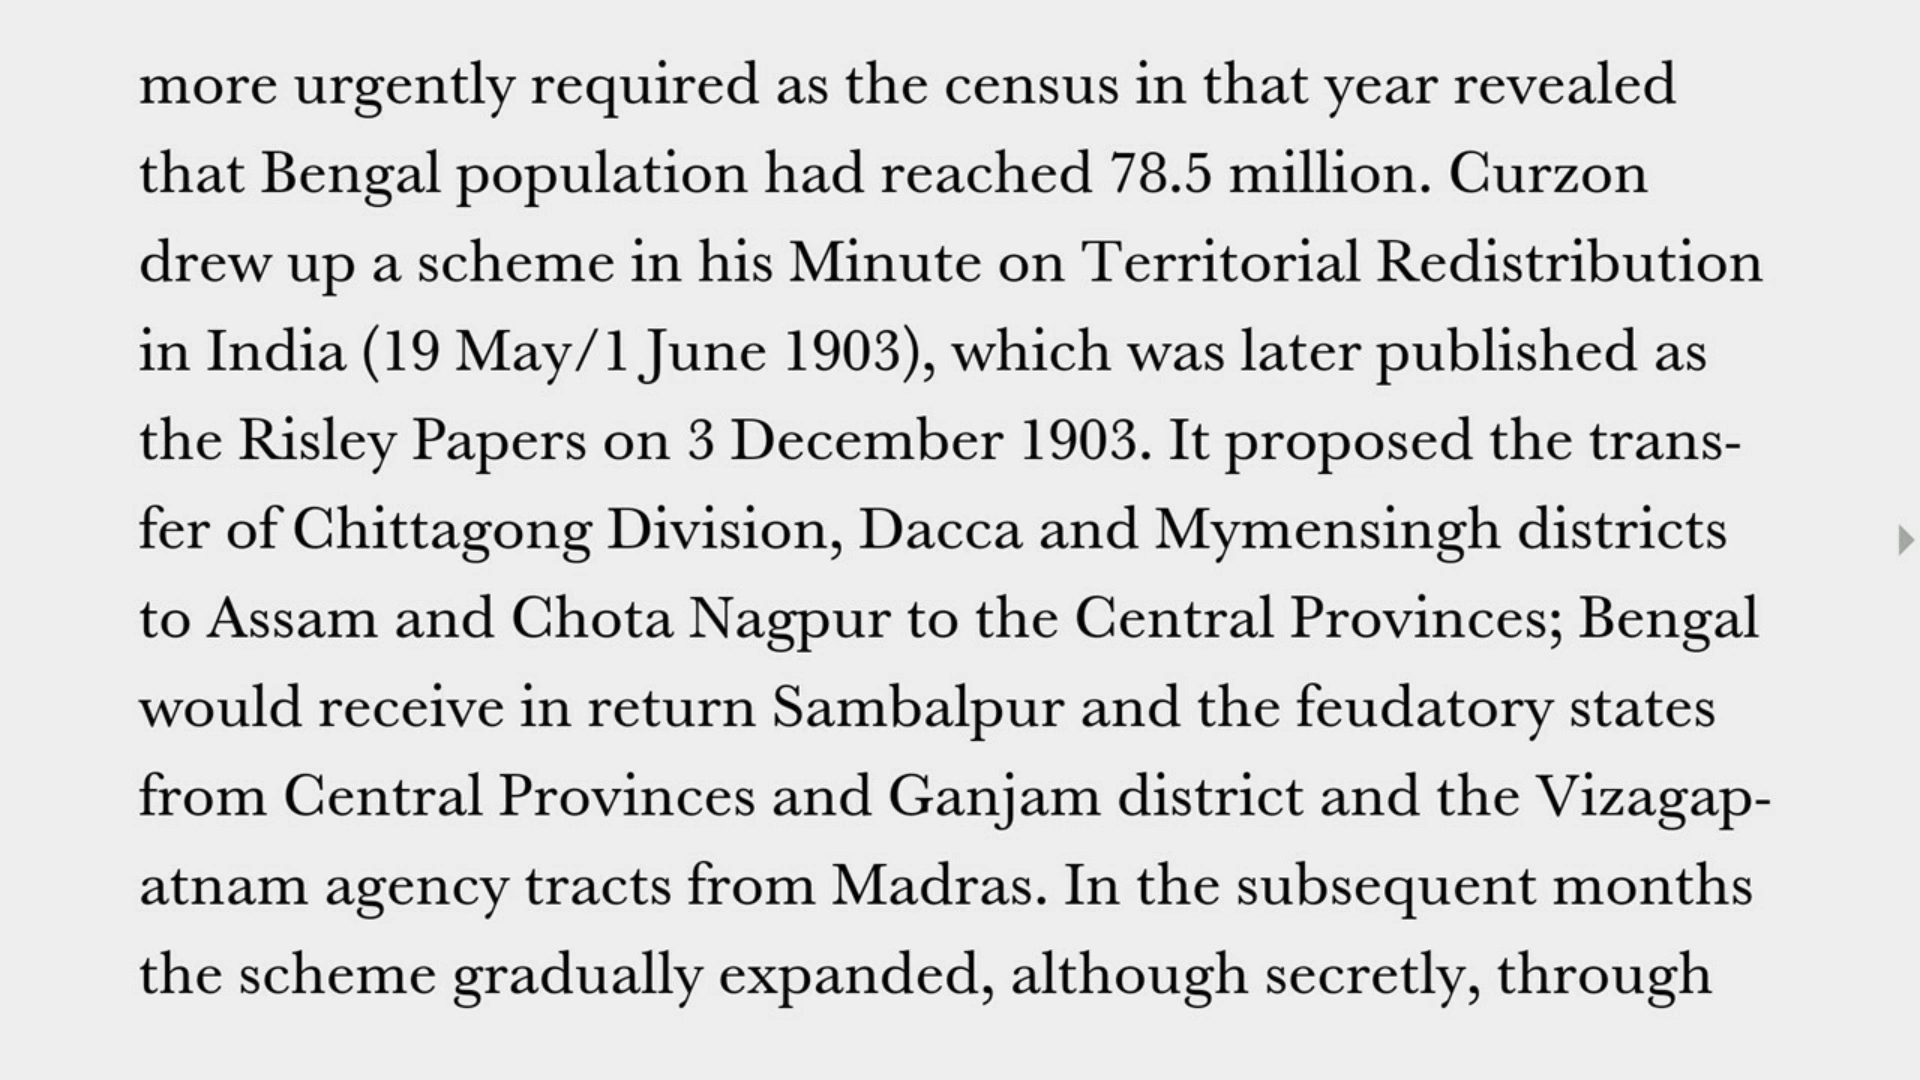 more urgently required as the census in that year revealed
that Bengal population had reached 78.5 million. Curzon
drew up a scheme in his Minute on Territorial Redistribution
in India (19 May/1 June 1903), which was later published as
the Risley Papers on 3 December 1903. It proposed the trans-
fer of Chittagong Division, Dacca and Mymensingh districts
to Assam and Chota Nagpur to the Central Provinces; Bengal
would receive in return Sambalpur and the feudatory states
from Central Provinces and Ganjam district and the Vizagap-
atnam agency tracts from Madras. In the subsequent months
the scheme gradually expanded, although secretly, through